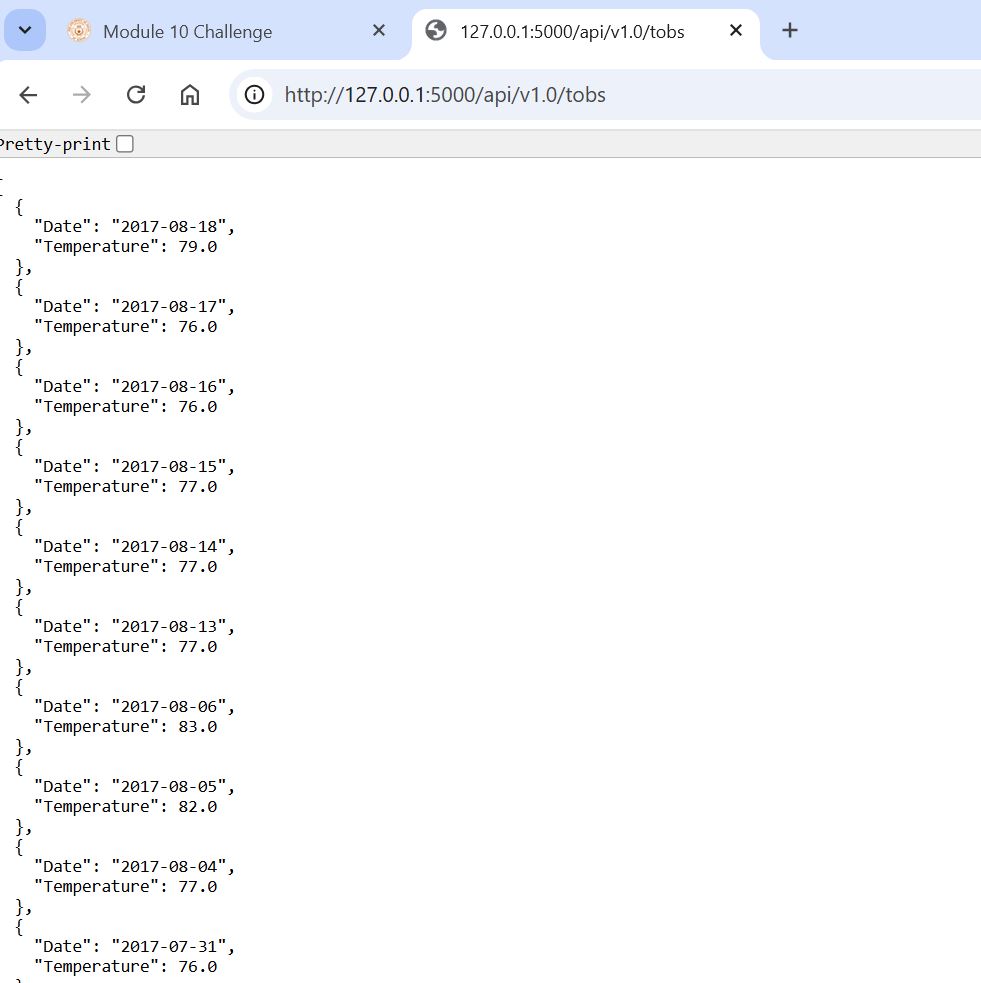 Module 10 Challenge
127.0.0.1:5000/api/v1.0/tobs
http://127.0.0.1:5000/api/v1.0/tobs
Pretty-print
[
{
"Date": "2017-08-18",
"Temperature": 79.0
},
{
"Date": "2017-08-17",
"Temperature": 76.0
},
{
"Date": "2017-08-16",
"Temperature": 76.0
},
{
"Date": "2017-08-15",
"Temperature": 77.0
},
{
"Date": "2017-08-14",
"Temperature": 77.0
},
{
"Date": "2017-08-13",
"Temperature": 77.0
},
{
"Date": "2017-08-06",
"Temperature": 83.0
},
{
"Date": "2017-08-05",
"Temperature": 82.0
},
{
"Date": "2017-08-04",
"Temperature": 77.0
},
{
"Date": "2017-07-31",
"Temperature": 76.0